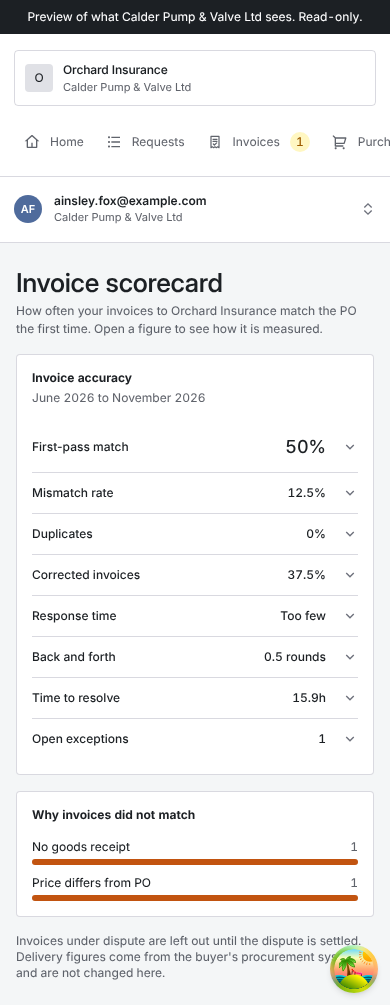 Preview of what Calder Pump & Valve Ltd sees. Read-only.
O
Orchard Insurance
Calder Pump & Valve Ltd
Home
Requests
Invoices
1
AF
ainsley.fox@example.com
Calder Pump & Valve Ltd
Invoice scorecard
How often your invoices to Orchard Insurance match the PO
the first time. Open a figure to see how it is measured.
Invoice accuracy
June 2026 to November 2026
First-pass match 50%
Mismatch rate 12.5%
Duplicates 0%
Corrected invoices 37.5%
Response time Too few
Back and forth 0.5 rounds
Time to resolve 15.9h
Open exceptions 1
Why invoices did not match
No goods receipt 1
Price differs from PO 1
Invoices under dispute are left out until the dispute is settled.
Delivery figures come from the buyer's procurement
and are not changed here.